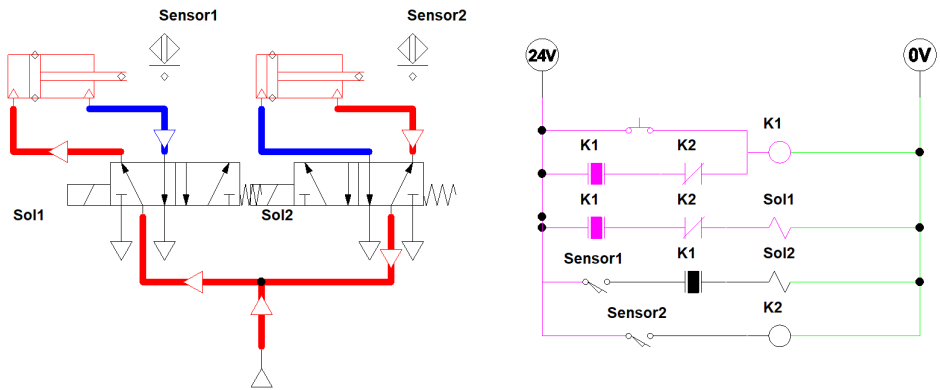 Sensor1
Sensor2
Sol1
Sol2
24V
0V
K1
K1
K2
K1
K2
Sol1
Sensor1
K1
Sol2
Sensor2
K2